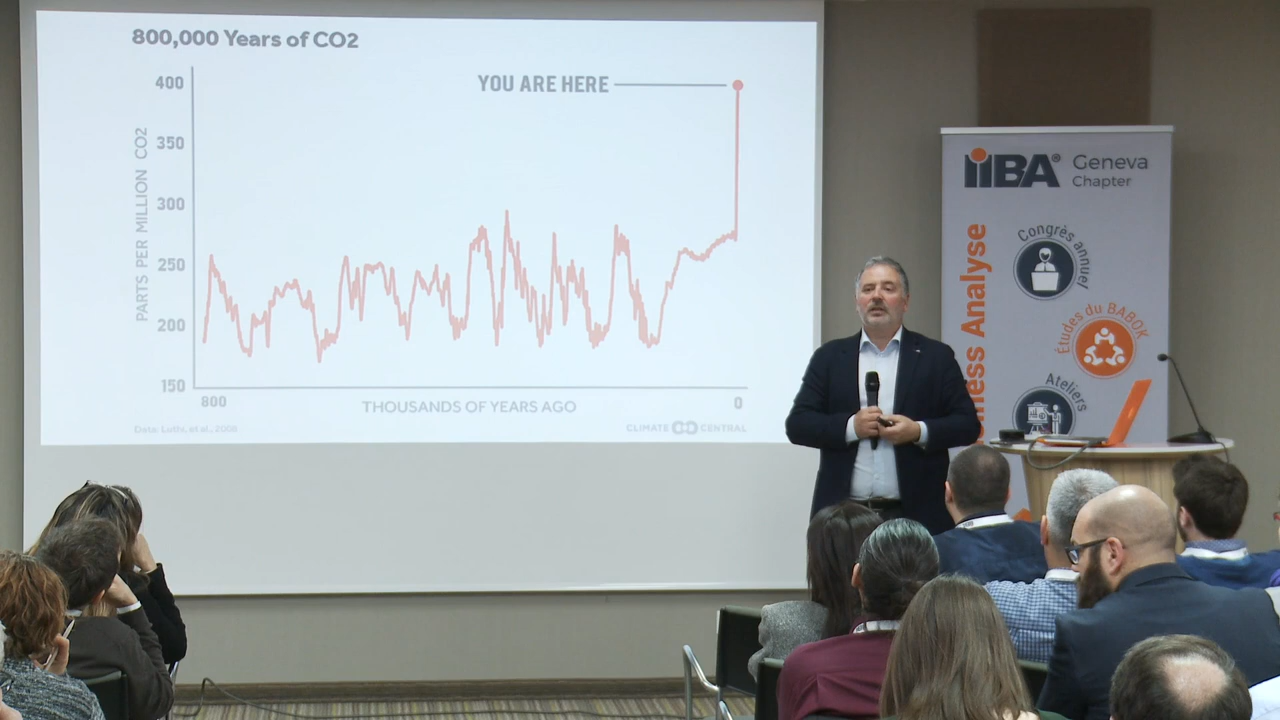 800,000 Years of CO2
400
350
300
250
200
150
PARTS PER MILLION CO2
YOU ARE HERE
800
THOUSANDS OF YEARS AGO
0
Data: Luthi, et al., 2008
CLIMATE CENTRAL
IIBA® Geneva
Chapter
Congrès annuel
Études du BABOK
Ateliers
Business Analyse